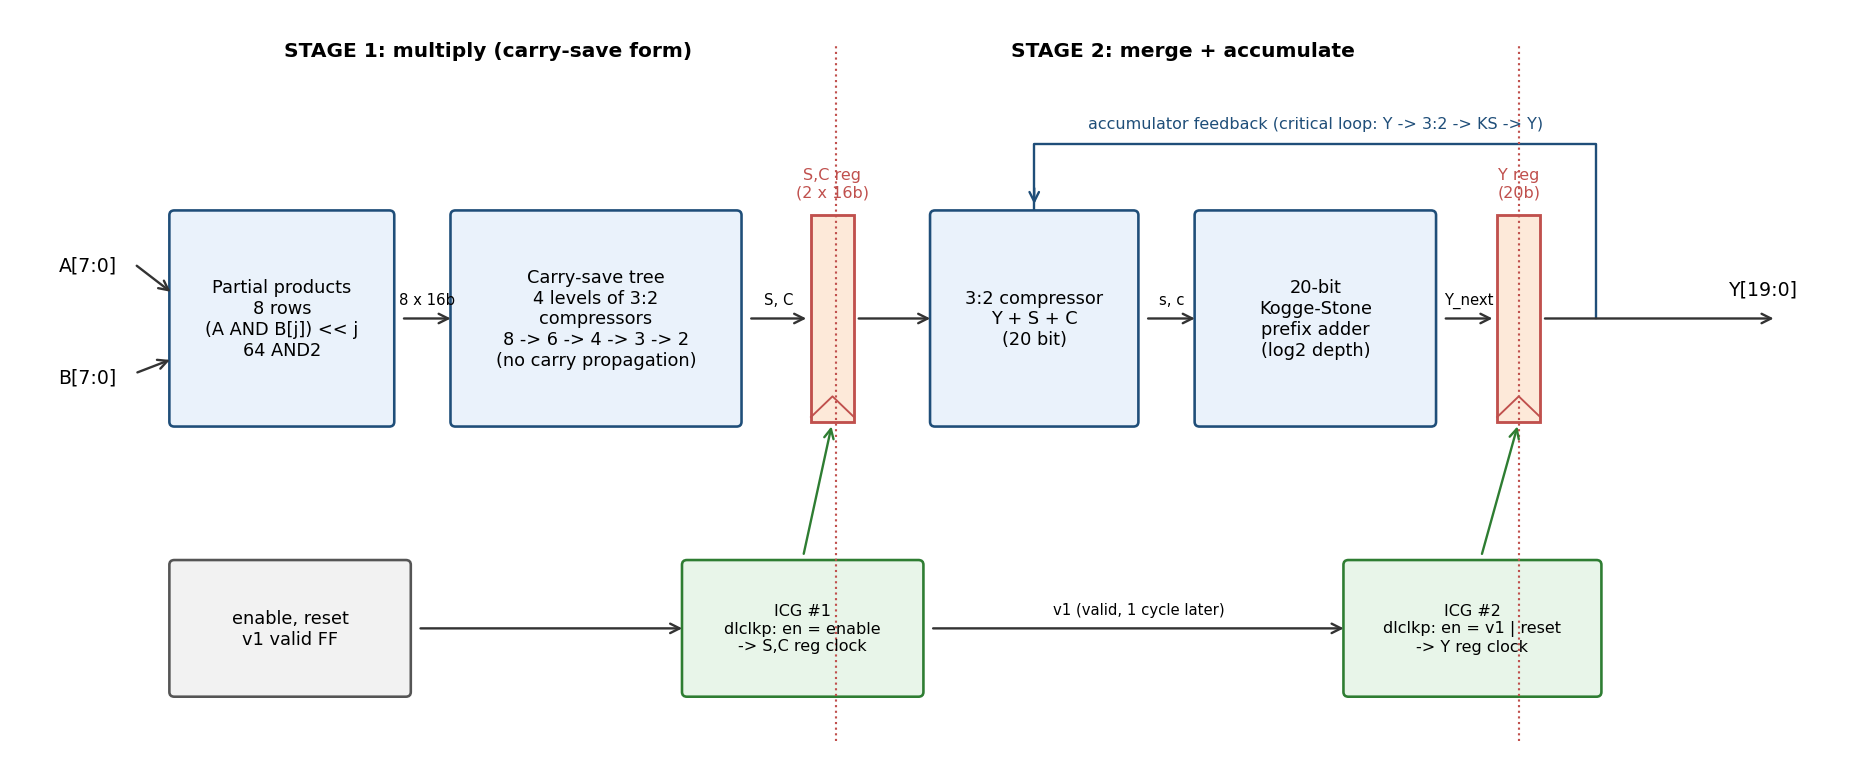 STAGE 1: multiply (carry-save form)
STAGE 2: merge + accumulate
accumulator feedback (critical loop: Y -> 3:2 -> KS -> Y)
S,C reg
(2 x 16b)
Y reg
(20b)
A[7:0]
B[7:0]
Partial products
8 rows
(A AND B[j]) << j
64 AND2
8 x 16b
Carry-save tree
4 levels of 3:2
compressors
8 -> 6 -> 4 -> 3 -> 2
(no carry propagation)
S, C
3:2 compressor
Y + S + C
(20 bit)
s, c
20-bit
Kogge-Stone
prefix adder
(log2 depth)
Y_next
Y[19:0]
enable, reset
v1 valid FF
ICG #1
dlclkp: en = enable
-> S,C reg clock
v1 (valid, 1 cycle later)
ICG #2
dlclkp: en = v1 | reset
-> Y reg clock